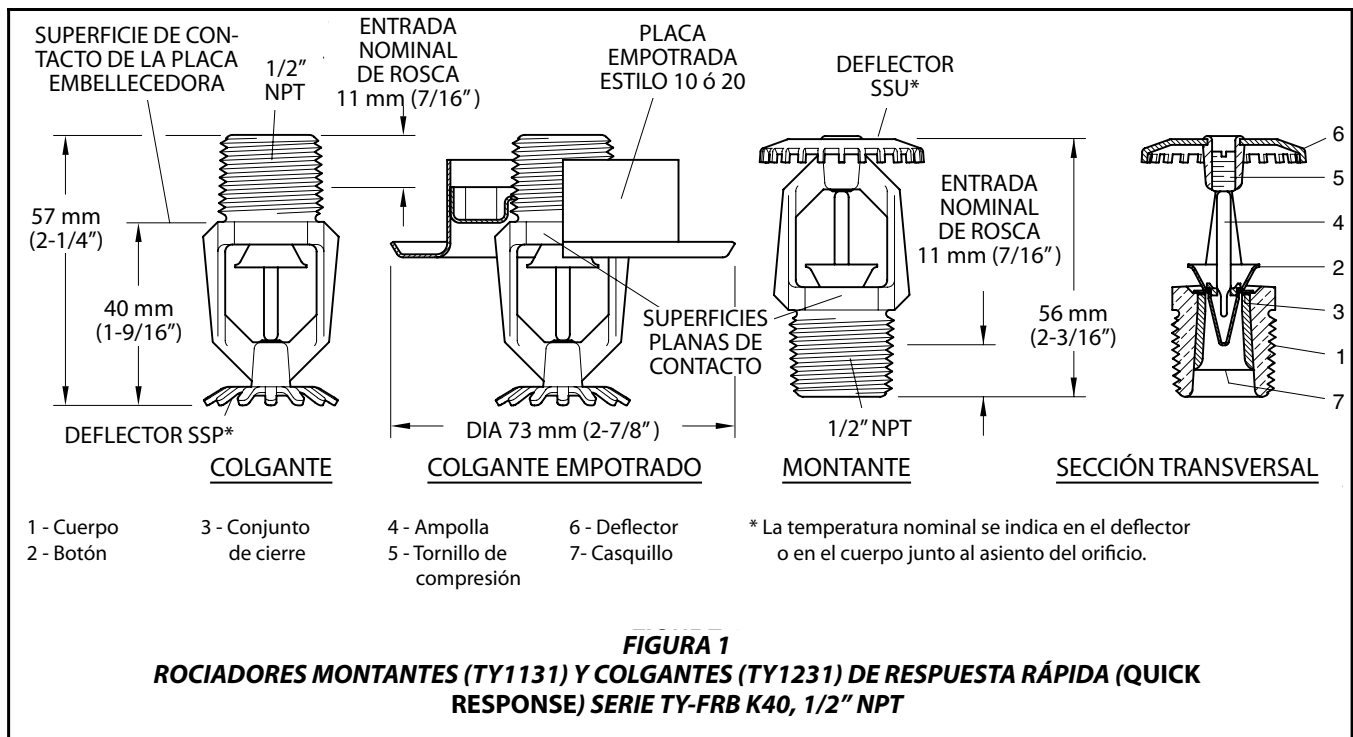 SUPERFICIE DE CON-
TACTO DE LA PLACA
EMBELLECEDORA
1/2"
NPT
ENTRADA
NOMINAL
DE ROSCA
11 mm (7/16")
PLACA
EMPOTRADA
ESTILO 10 ó 20
DEFLECTOR
SSU*
6
5
4
2
3
1
7
57 mm
(2-1/4")
40 mm
(1-9/16")
SUPERFICIES
PLANAS DE
CONTACTO
ENTRADA
NOMINAL
DE ROSCA
11 mm (7/16")
56 mm
(2-3/16")
DEFLECTOR SSP*
DIA 73 mm (2-7/8")
1/2" NPT
COLGANTE
COLGANTE EMPOTRADO
MONTANTE
SECCIÓN TRANSVERSAL
1 - Cuerpo
2 - Botón
3 - Conjunto
de cierre
4 - Ampolla
5 - Tornillo de
compresión
6 - Deflector
7- Casquillo
* La temperatura nominal se indica en el deflector
o en el cuerpo junto al asiento del orificio.
FIGURA 1
ROCIADORES MONTANTES (TY1131) Y COLGANTES (TY1231) DE RESPUESTA RÁPIDA (QUICK
RESPONSE) SERIE TY-FRB K40, 1/2" NPT